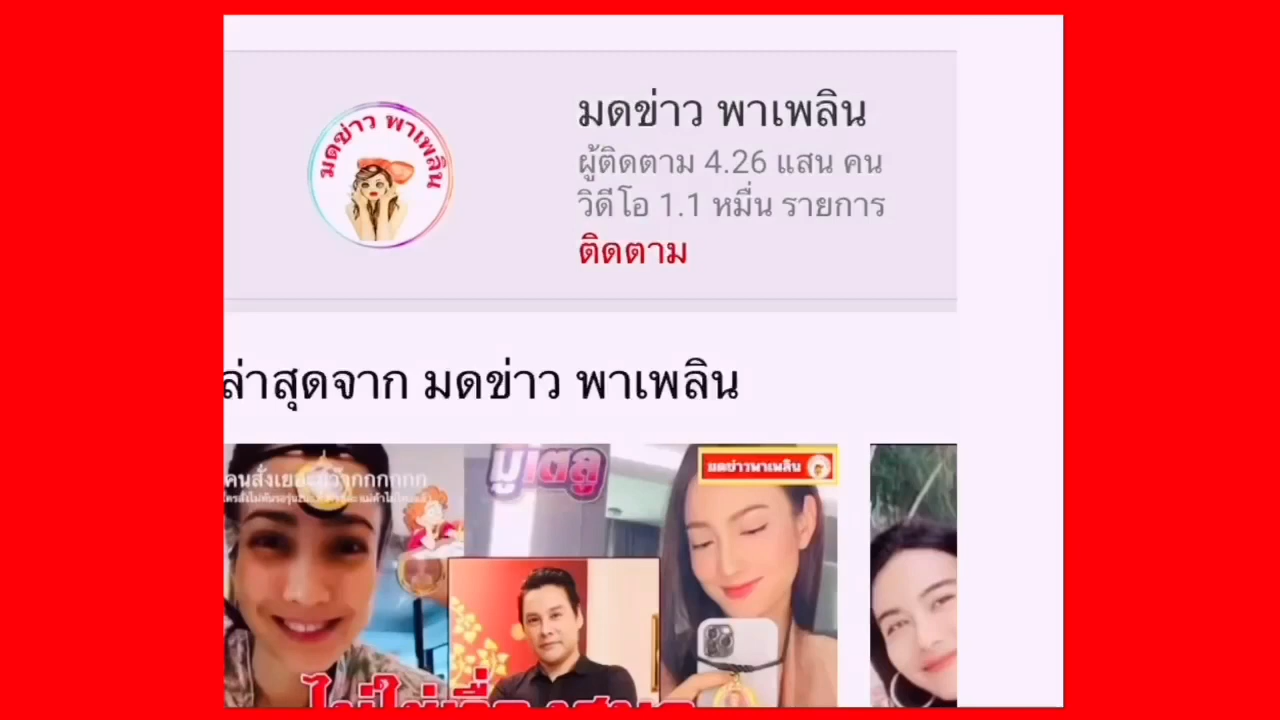 มดข่าว พาเพลิน
มดข่าว พาเพลิน
ผู้ติดตาม 4.26 แสน คน
วิดีโอ 1.1 หมื่น รายการ
ติดตาม
ล่าสุดจาก มดข่าว พาเพลิน
มูเตลู
มดข่าวพาเพลิน